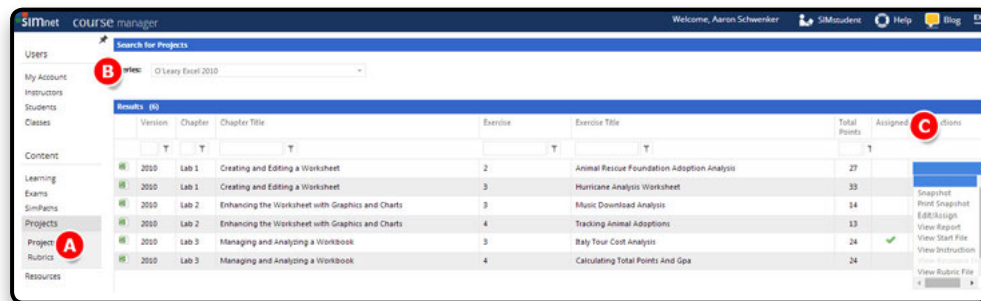 SIMnet course manager Welcome, Aaron Schwenker SIMstudent Help Blog
Search for Projects
Users
B
O'Leary Excel 2010
My Account
Instructors
Students
Results (6)
Classes
Version Chapter Chapter Title Exercise Exercise Title Total Points Assigned C
Content
T T T T T
Learning
2010 Lab 1 Creating and Editing a Worksheet 2 Animal Rescue Foundation Adoption Analysis 27
Exams
2010 Lab 1 Creating and Editing a Worksheet 3 Hurricane Analysis Worksheet 33
SimPaths
2010 Lab 2 Enhancing the Worksheet with Graphics and Charts 3 Music Download Analysis 14
Projects
2010 Lab 2 Enhancing the Worksheet with Graphics and Charts 4 Tracking Animal Adoptions 13
Project A
2010 Lab 3 Managing and Analyzing a Workbook 3 Italy Tour Cost Analysis 24
Rubrics
2010 Lab 3 Managing and Analyzing a Workbook 4 Calculating Total Points And Gpa 24
Resources
Snapshot
Print Snapshot
Edit/Assign
View Report
View Start File
View Instruction
View Rubric File